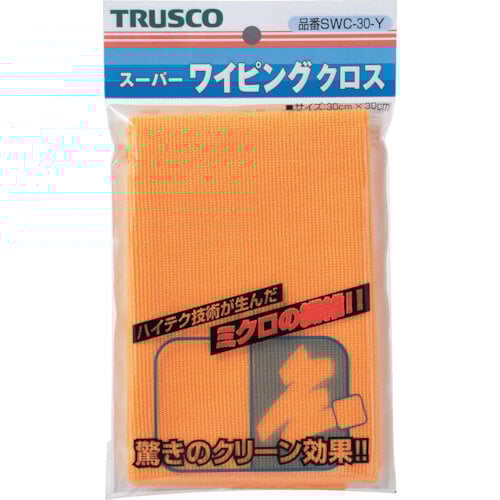 TRUSCO
品番SWC-30-Y
スーパー ワイピングクロス
■サイズ:30cm×30cm
ハイテク技術が生んだ
ミクロの繊維!!
驚きのクリーン効果!!